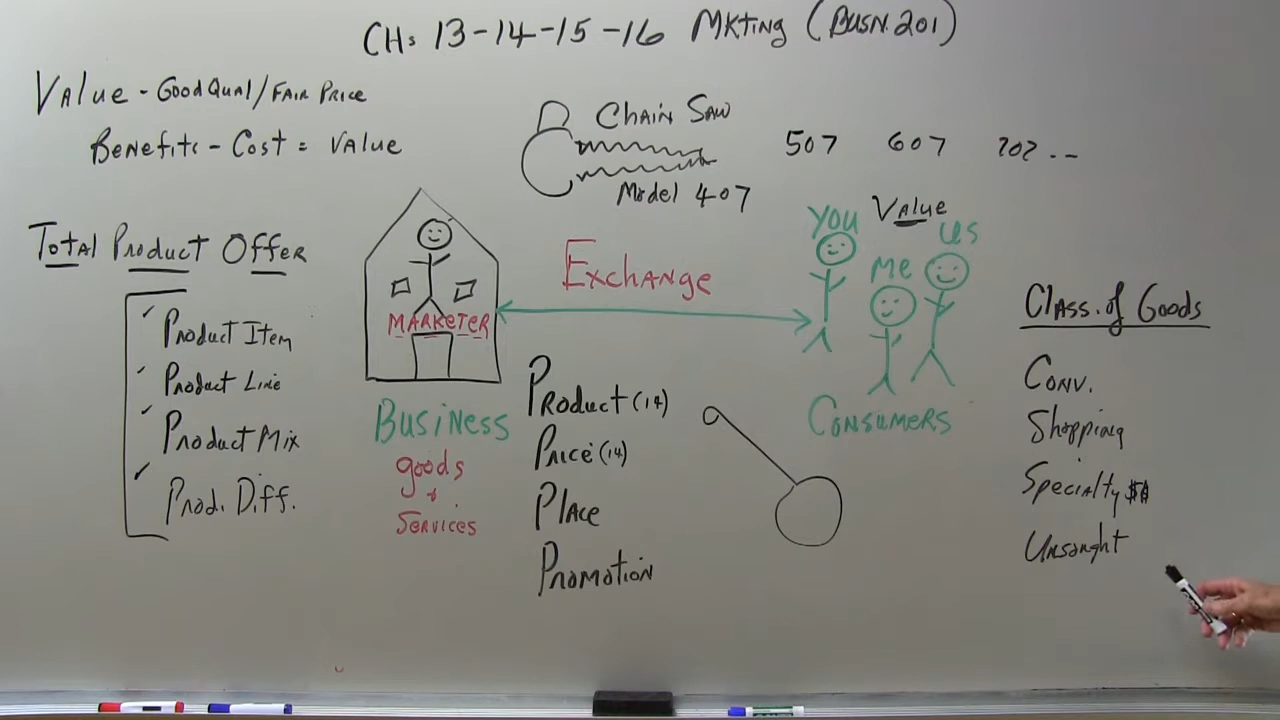 CH: 13-14-15-16 MKting (BUSN.201)
Value - Good Qual/Fair Price
Benefits - Cost = Value
Chain Saw
Model 407
507 607 707 --
Total Product Offer
Product Item
Product Line
Product Mix
Prod. Diff.
MARKETER
Business
goods
+
Services
Exchange
Product (14)
Price (14)
Place
Promotion
You
Value
Me
us
Consumers
Class. of Goods
Conv.
Shopping
Specialty $
Unsought